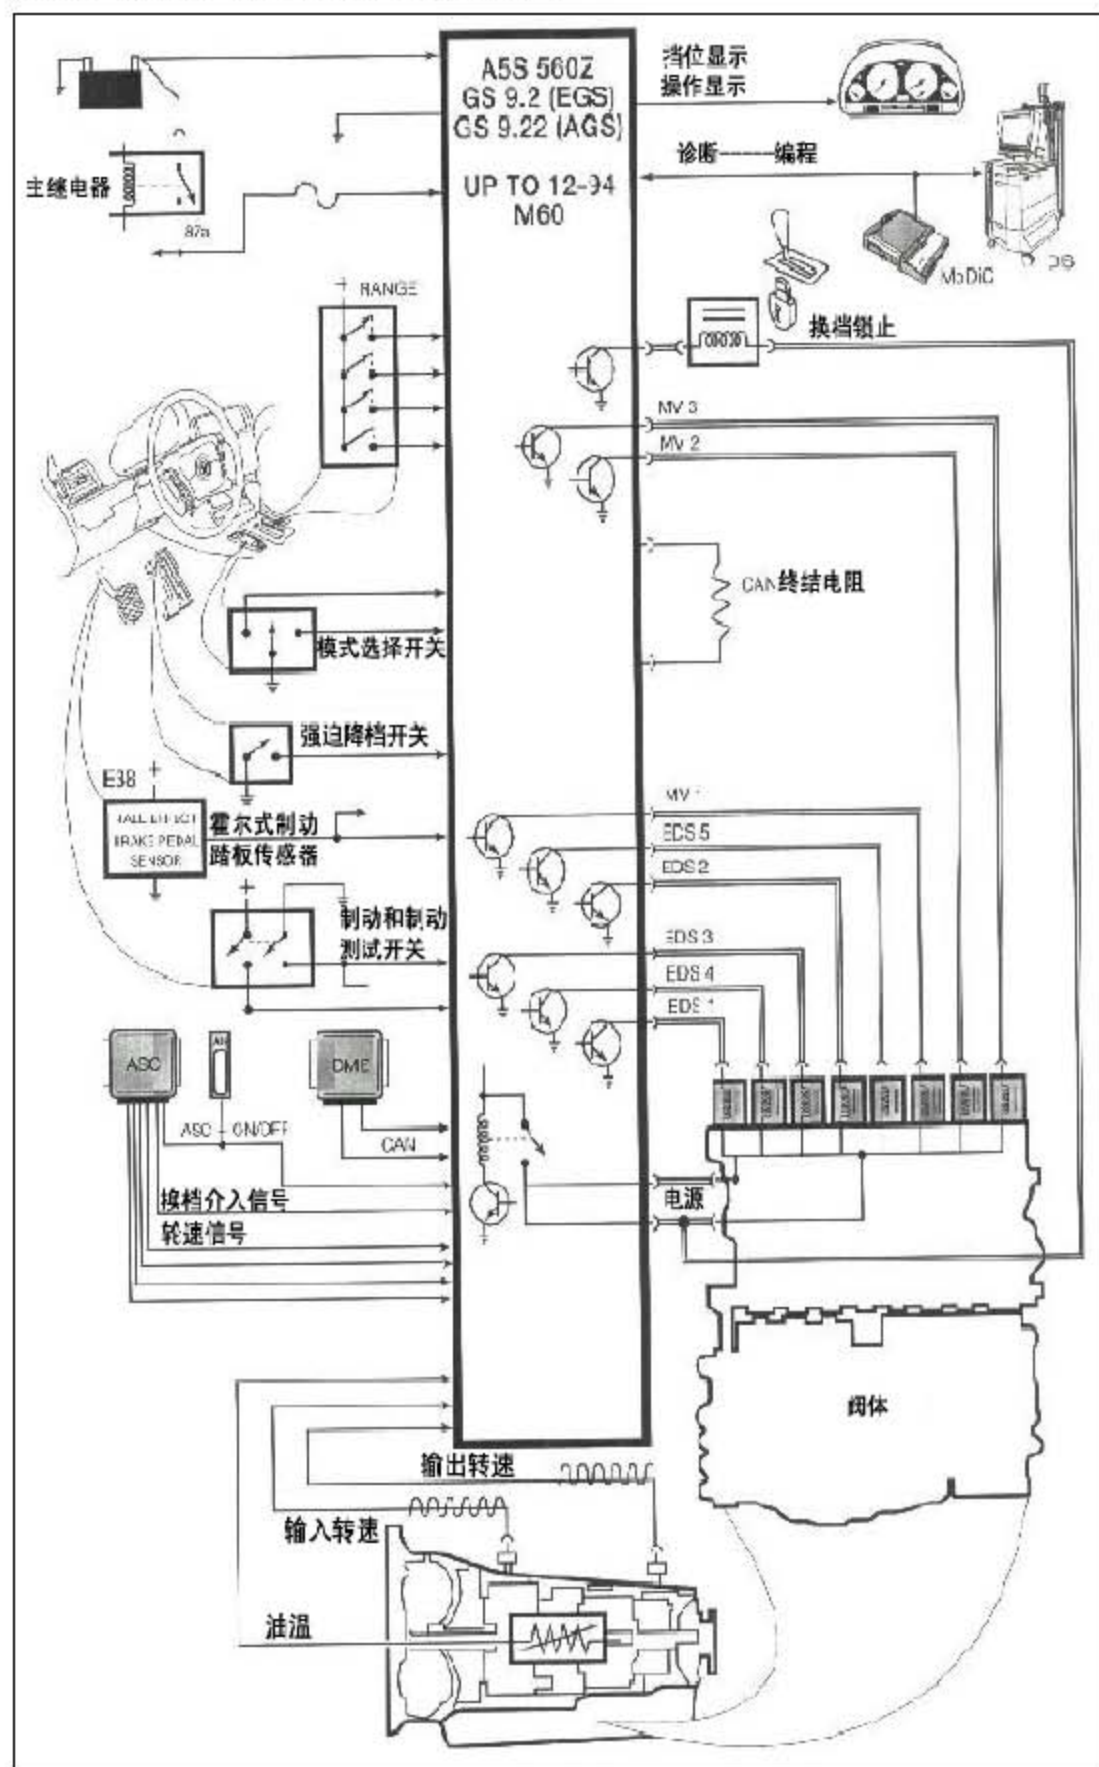 A5S 560Z
GS 9.2 (EGS)
GS 9.22 (AGS)
UP TO 12-94
M60
挡位显示
操作显示
诊断------编程
MoDiC
主继电器
87a
RANGE
换档锁止
MV 3
MV 2
CAN终结电阻
模式选择开关
强迫降档开关
E38
HALL EFFECT
BRAKE PEDAL
SENSOR
霍尔式制动
踏板传感器
制动和制动
测试开关
MV 1
EDS 5
EDS 2
EDS 3
EDS 4
EDS 1
ASC
DME
ASC - ON/OFF
CAN
换档介入信号
轮速信号
电源
阀体
输出转速
输入转速
油温